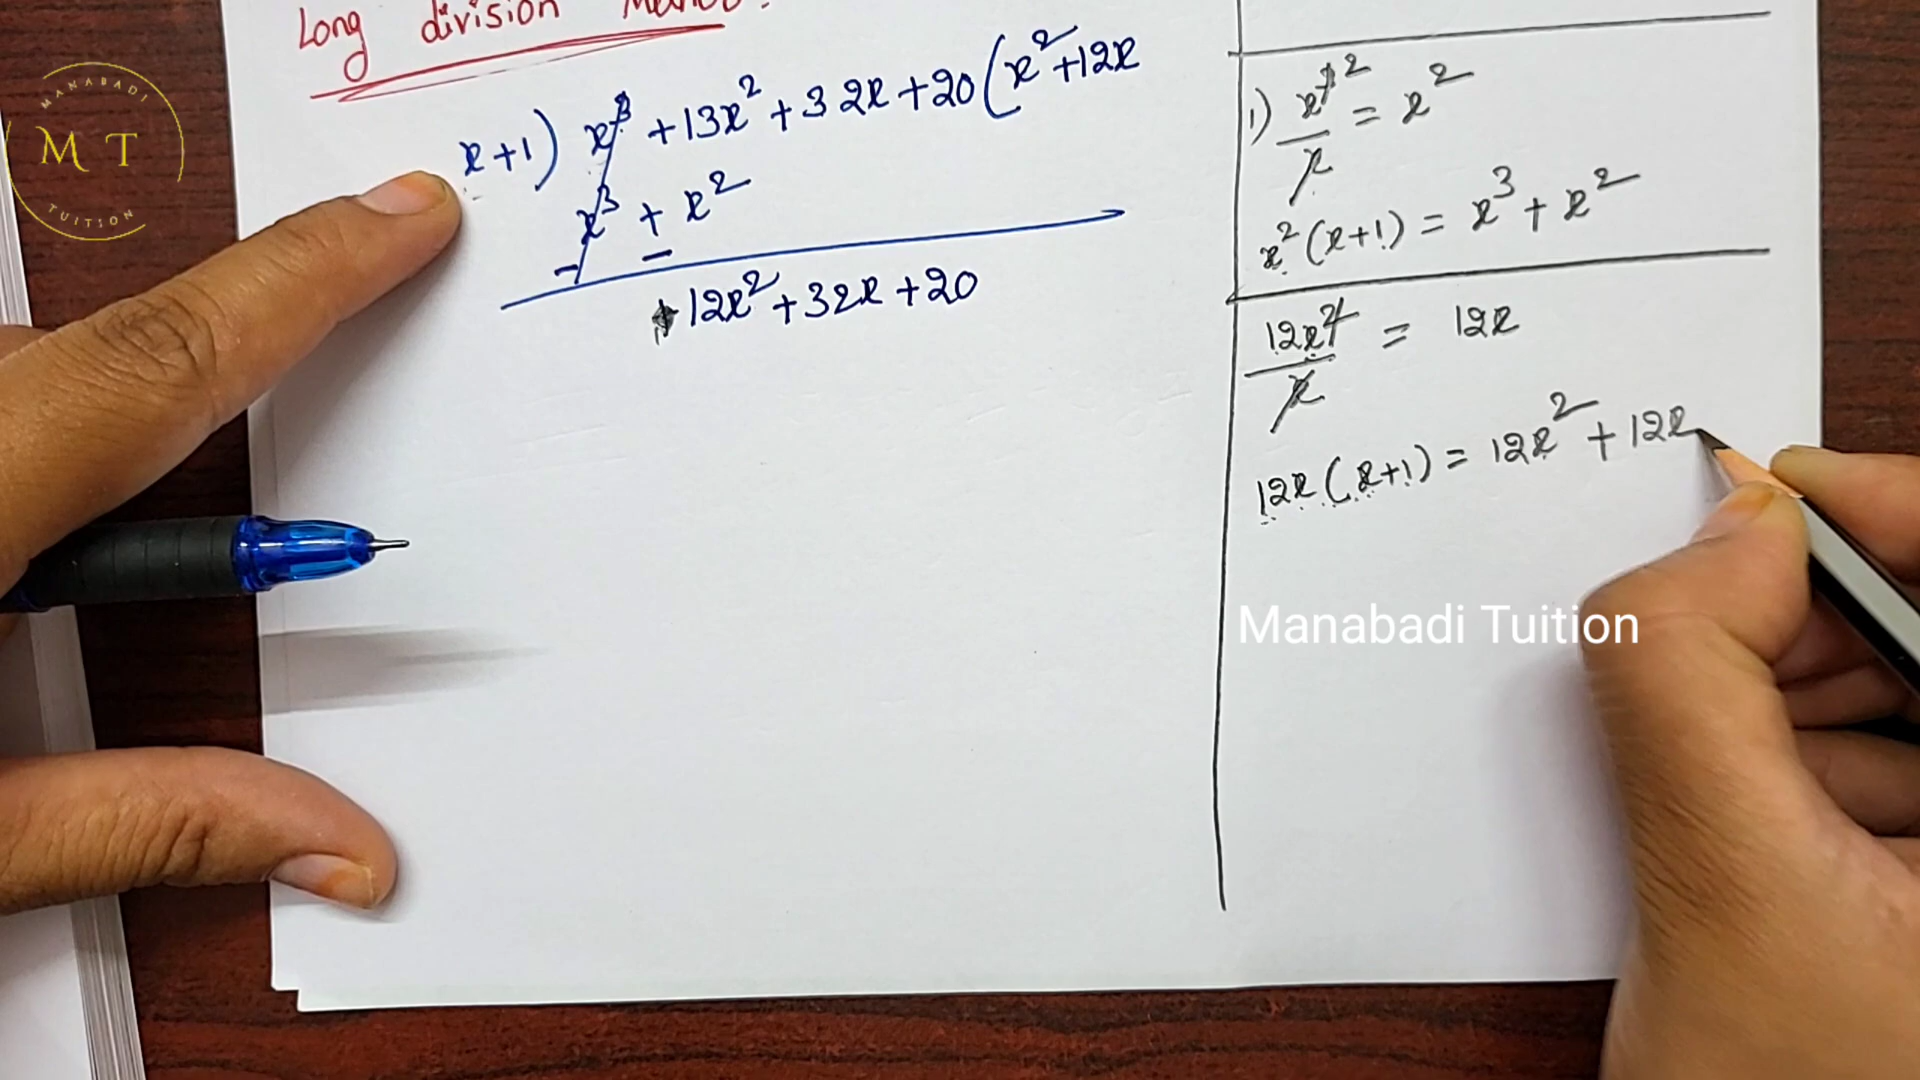 Long division
x+1) x³ + 13x² + 32x + 20 ( x² + 12x
x³ + x²
- -
+12x² + 32x + 20
1) x³ ² / x = x²
x² (x+1) = x³ + x²
12x² / x = 12x
12x (x+1) = 12x² + 12x
MANABADI
M T
TUITION
Manabadi Tuition